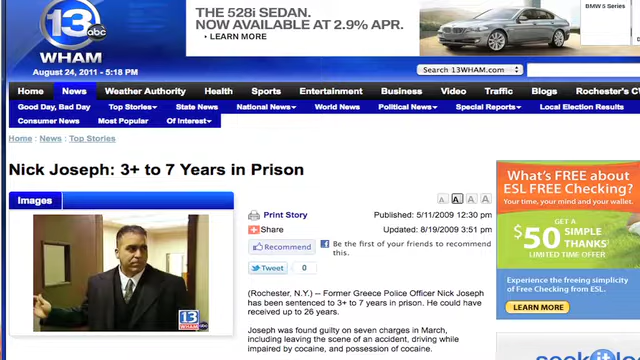 13 abc
WHAM
August 24, 2011 - 5:18 PM
THE 528i SEDAN.
NOW AVAILABLE AT 2.9% APR.
• LEARN MORE
BMW 5 Series
Search 13WHAM.com
Home News Weather Authority Health Sports Entertainment Business Video Traffic Blogs Rochester's C
Good Day, Bad Day Top Stories State News National News World News Political News Special Reports Local Election Results
Consumer News Most Popular Of Interest
Home : News : Top Stories
Nick Joseph: 3+ to 7 Years in Prison
Images
13
WHAM abc
A A A A
Print Story
Published: 5/11/2009 12:30 pm
Share
Updated: 8/19/2009 3:51 pm
Recommend
Be the first of your friends to recommend
this.
Tweet 0
(Rochester, N.Y.) -- Former Greece Police Officer Nick Joseph
has been sentenced to 3+ to 7 years in prison. He could have
received up to 26 years.
Joseph was found guilty on seven charges in March,
including leaving the scene of an accident, driving while
impaired by cocaine, and possession of cocaine.
What's FREE about
ESL FREE Checking?
Your time, your mind and your wallet.
GET A
$50 SIMPLE
THANKS!
LIMITED TIME OFFER
Experience the freeing simplicity
of Free Checking from ESL.
LEARN MORE
seek it